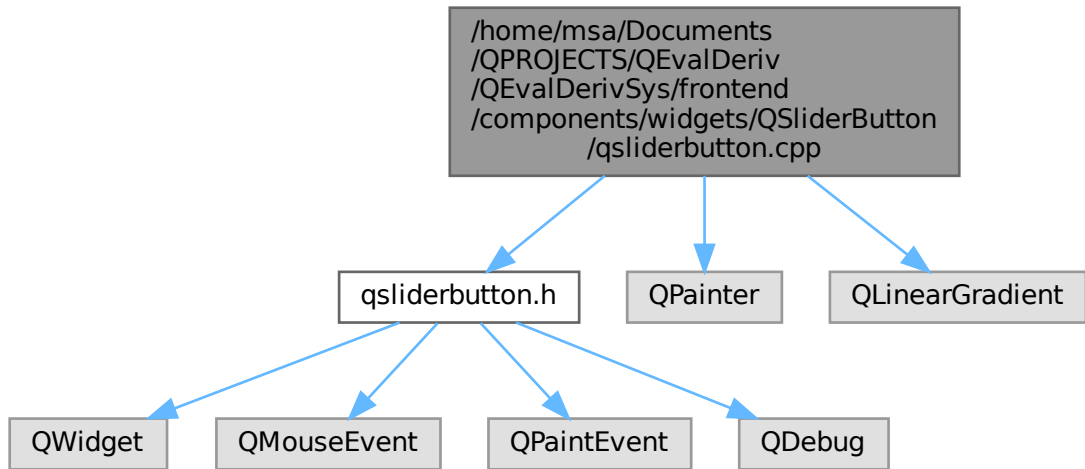 /home/msa/Documents
/QPROJECTS/QEvalDeriv
/QEvalDerivSys/frontend
/components/widgets/QSliderButton
/qsliderbutton.cpp
qsliderbutton.h
QPainter
QLinearGradient
QWidget
QMouseEvent
QPaintEvent
QDebug